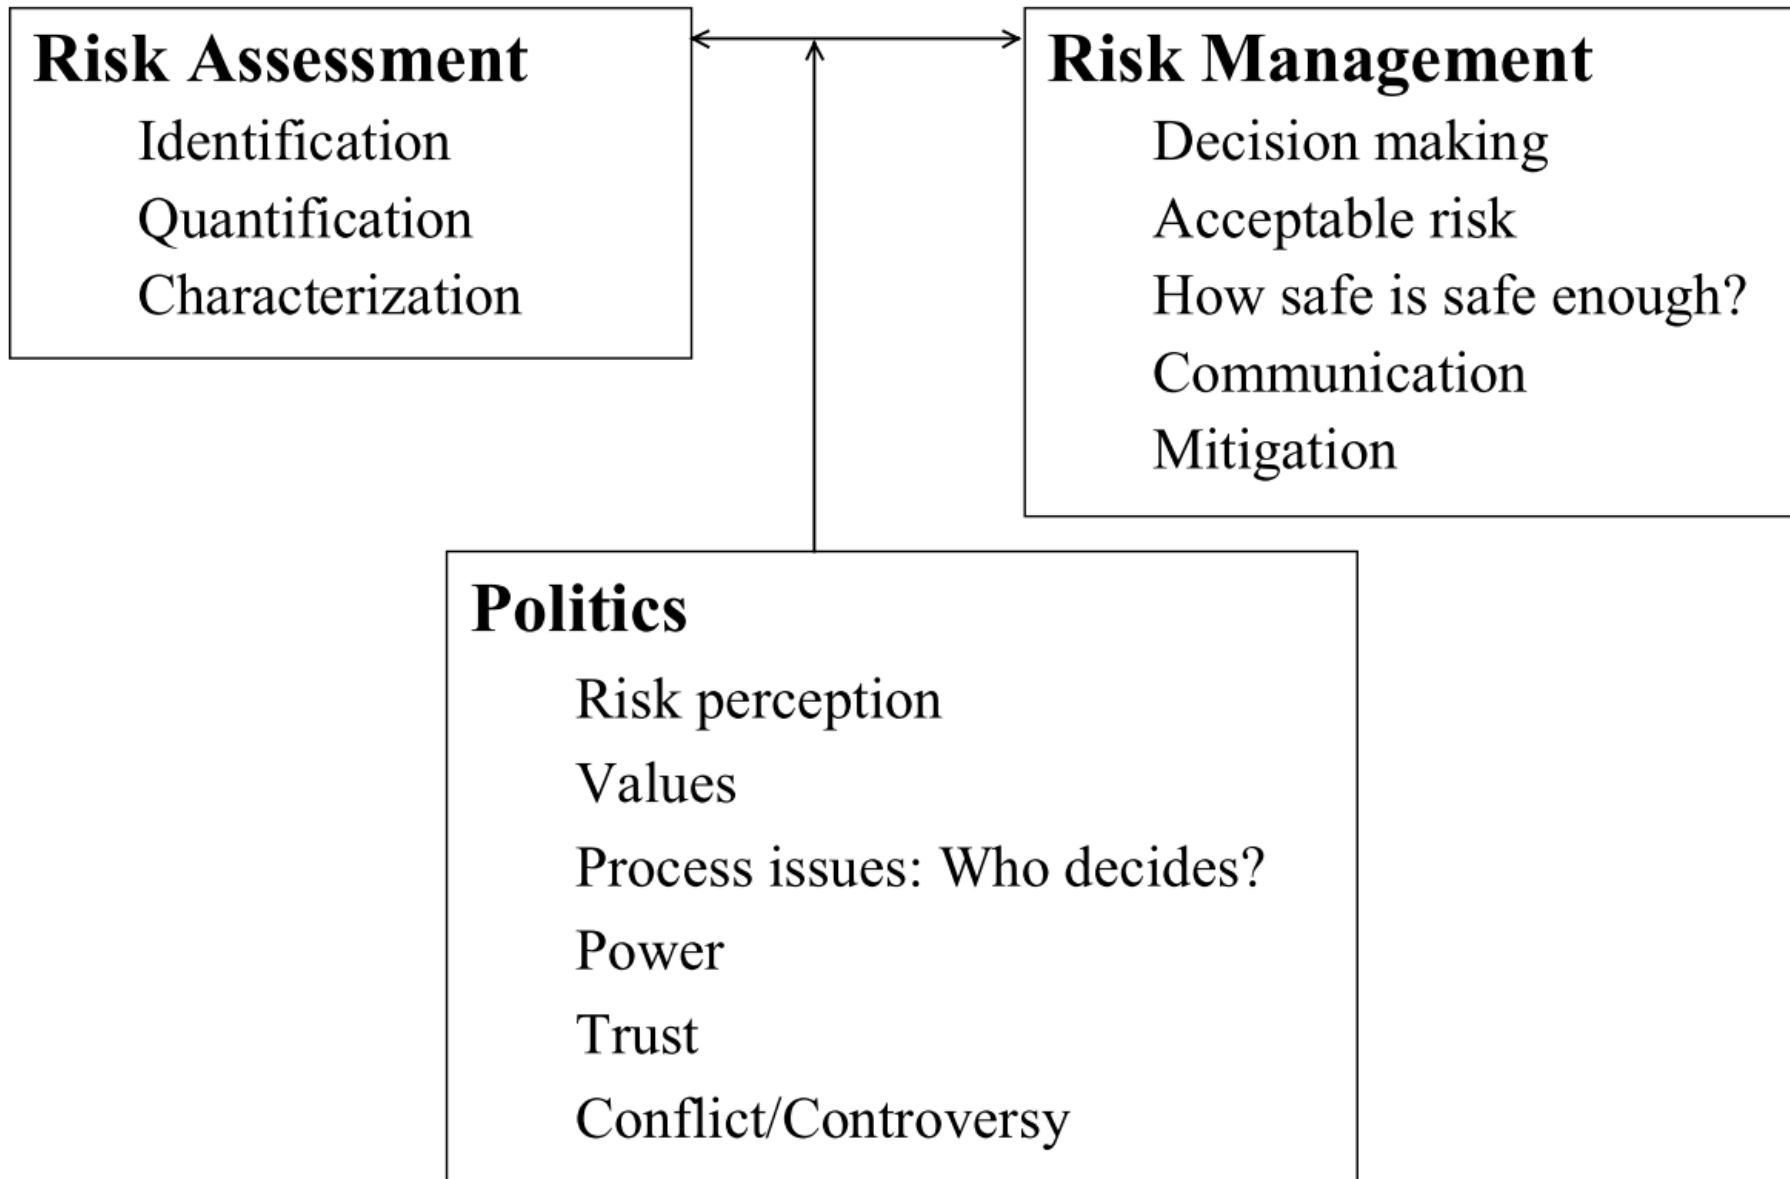 Risk Assessment
Identification
Quantification
Characterization
Risk Management
Decision making
Acceptable risk
How safe is safe enough?
Communication
Mitigation
Politics
Risk perception
Values
Process issues: Who decides?
Power
Trust
Conflict/Controversy